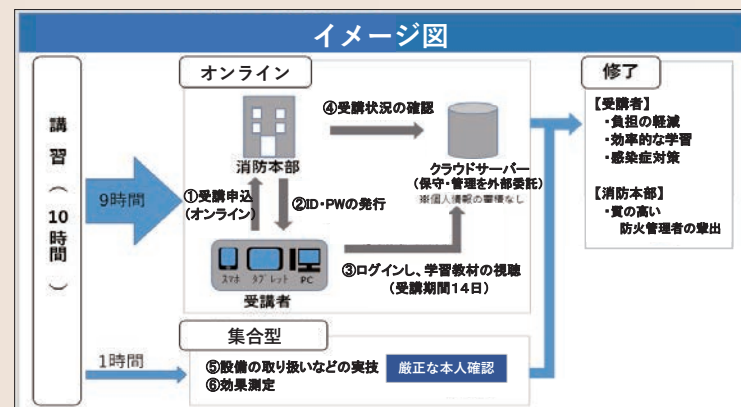 イメージ図
講習(10時間)
9時間
1時間
オンライン
消防本部
④受講状況の確認
クラウドサーバー
(保守・管理を外部委託)
※個人情報の蓄積なし
①受講申込
(オンライン)
②ID・PWの発行
スマホ タブレット PC
受講者
③ログインし、学習教材の視聴
(受講期間14日)
集合型
⑤設備の取り扱いなどの実技
⑥効果測定
厳正な本人確認
修了
【受講者】
・負担の軽減
・効率的な学習
・感染症対策
【消防本部】
・質の高い
防火管理者の輩出